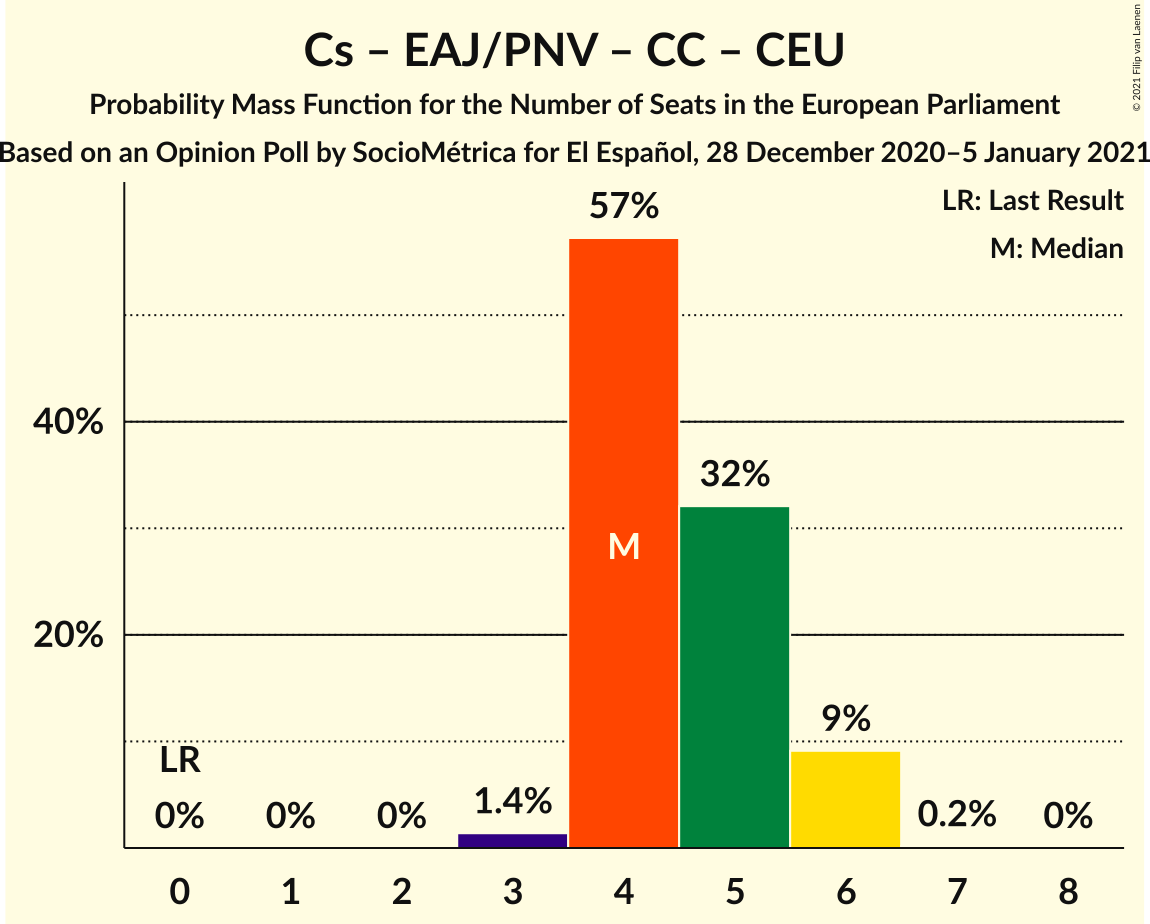 Cs – EAJ/PNV – CC – CEU
Probability Mass Function for the Number of Seats in the European Parliament
Based on an Opinion Poll by SocioMétrica for El Español, 28 December 2020–5 January 2021
© 2021 Filip van Laenen
LR: Last Result
M: Median
57%
40%
32%
M
20%
9%
LR
1.4%
0%
0%
0%
0.2%
0%
0 1 2 3 4 5 6 7 8